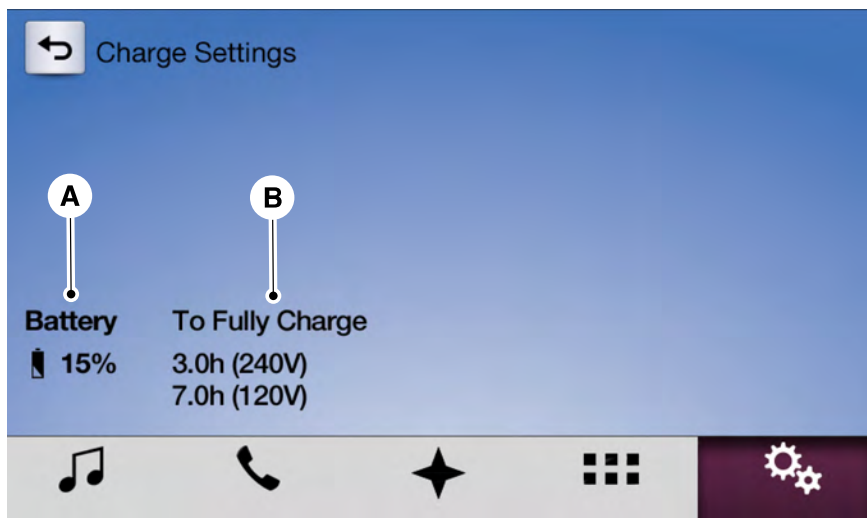 Charge Settings
A
B
Battery
To Fully Charge
15%
3.0h (240V)
7.0h (120V)